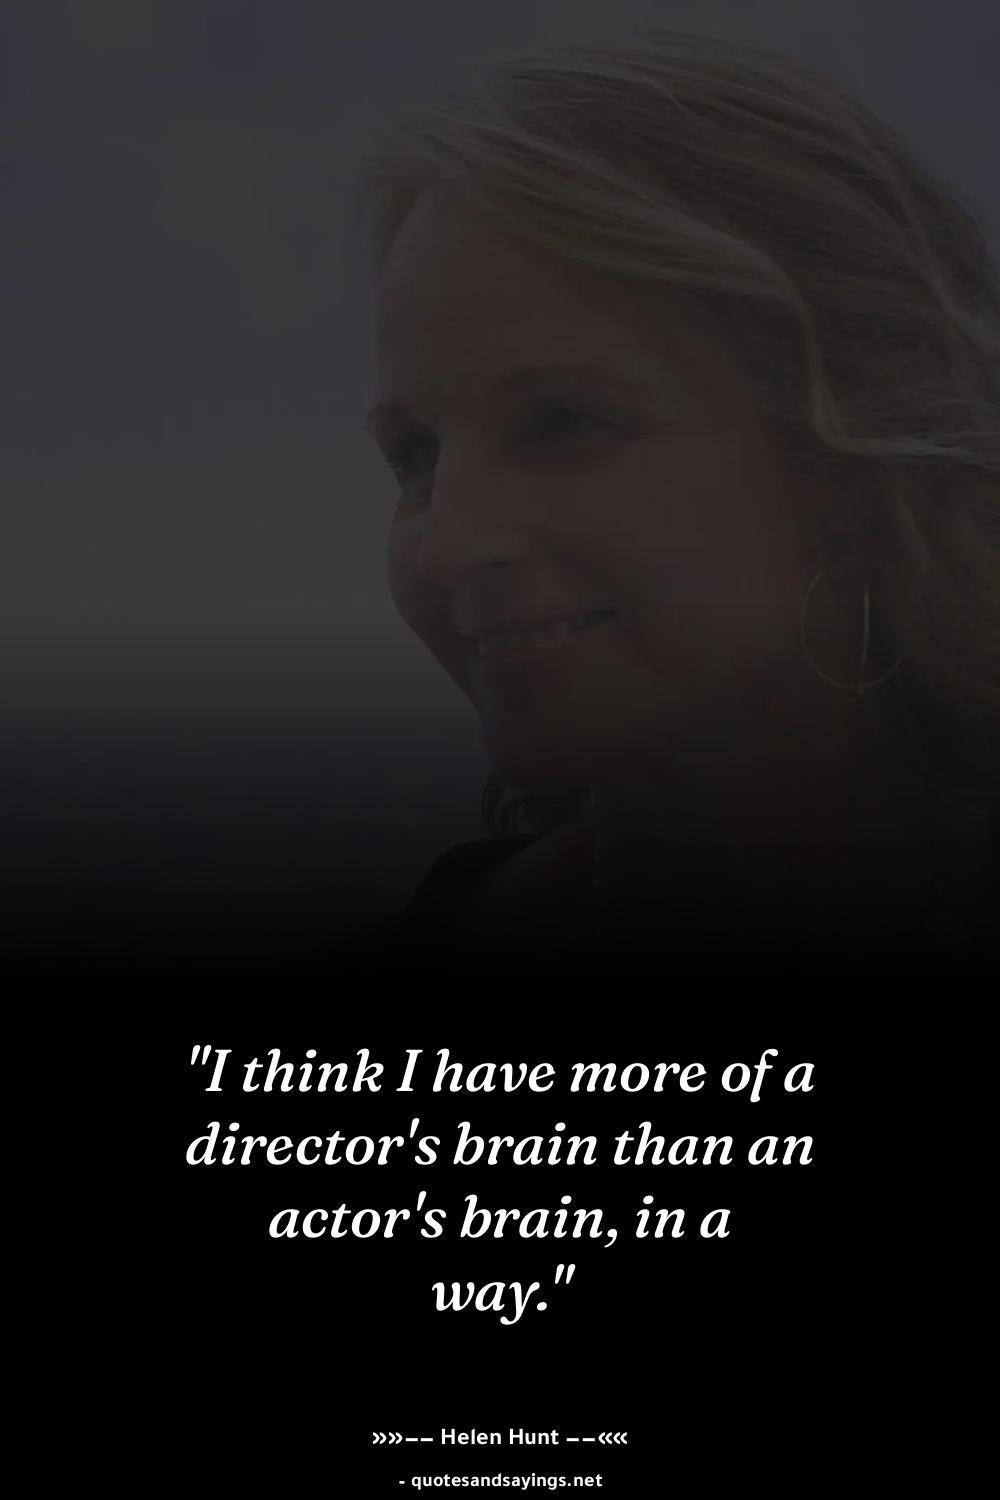 "I think I have more of a
director's brain than an
actor's brain, in a
way."
»»–– Helen Hunt ––««
- quotesandsayings.net